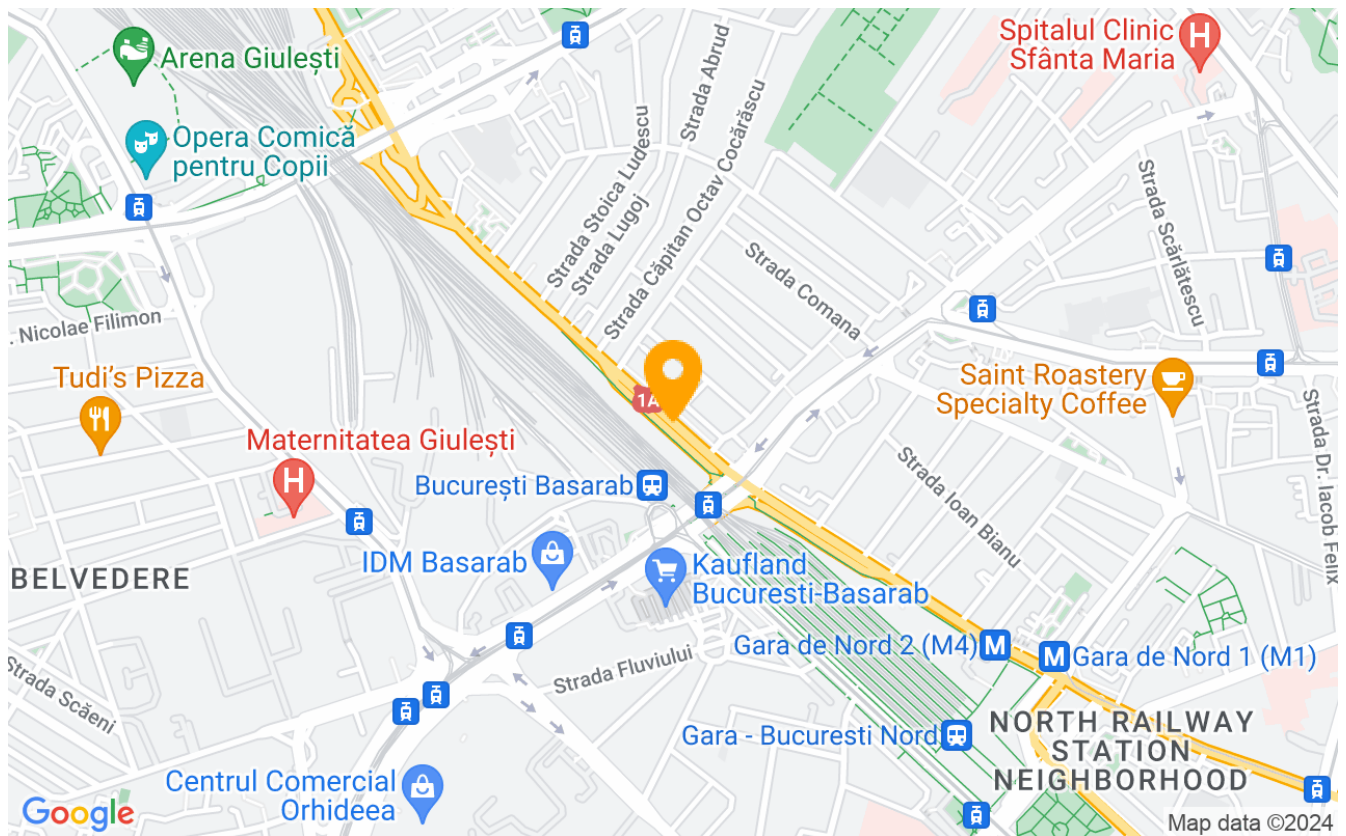 Spitalul Clinic
Sfânta Maria
Arena Giulești
Opera Comică
pentru Copii
Strada Abrud
Strada Stoica Ludescu
Strada Lugoj
Strada Căpitan Octav Cocărăscu
Strada Comana
Strada Scărlătescu
. Nicolae Filimon
Tudi's Pizza
1A
Saint Roastery
Specialty Coffee
Strada Dr. Iacob Felix
Maternitatea Giulești
H
București Basarab
Strada Ioan Bianu
IDM Basarab
Kaufland
Bucuresti-Basarab
BELVEDERE
Gara de Nord 2 (M4)
M
M
Gara de Nord 1 (M1)
Strada Fluviului
Strada Scăeni
Gara - Bucuresti Nord
NORTH RAILWAY
STATION
NEIGHBORHOOD
Centrul Comercial
Orhideea
Google
Map data ©2024
H